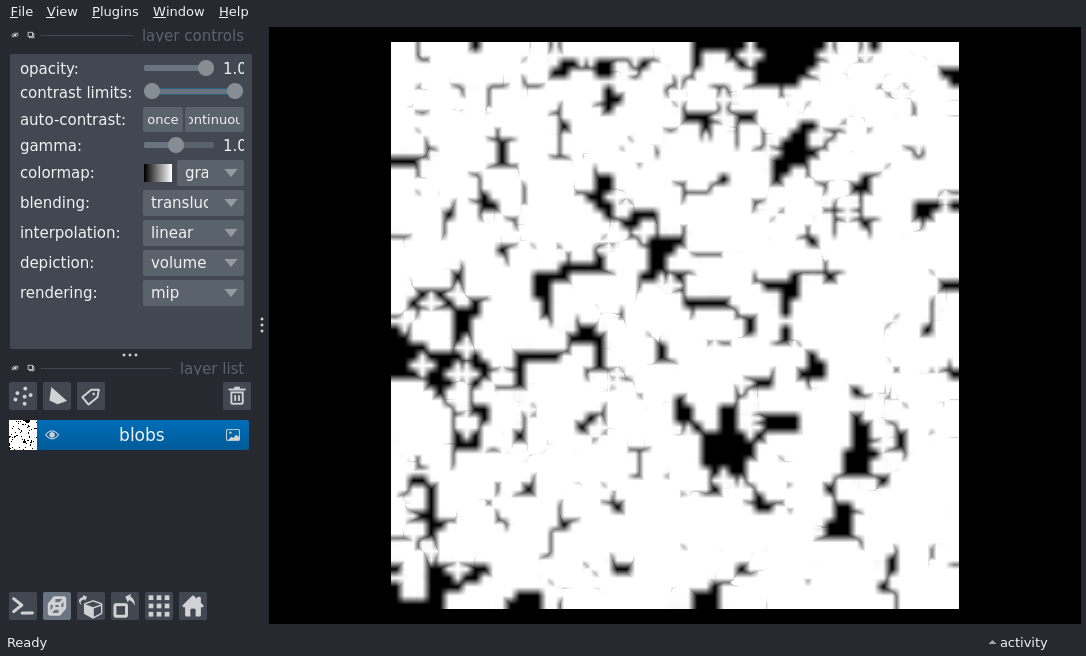 File View Plugins Window Help
layer controls
opacity: 1.0
contrast limits:
auto-contrast: once ontinuou
gamma: 1.0
colormap: gra
blending: transluc
interpolation: linear
depiction: volume
rendering: mip
layer list
blobs
Ready
activity